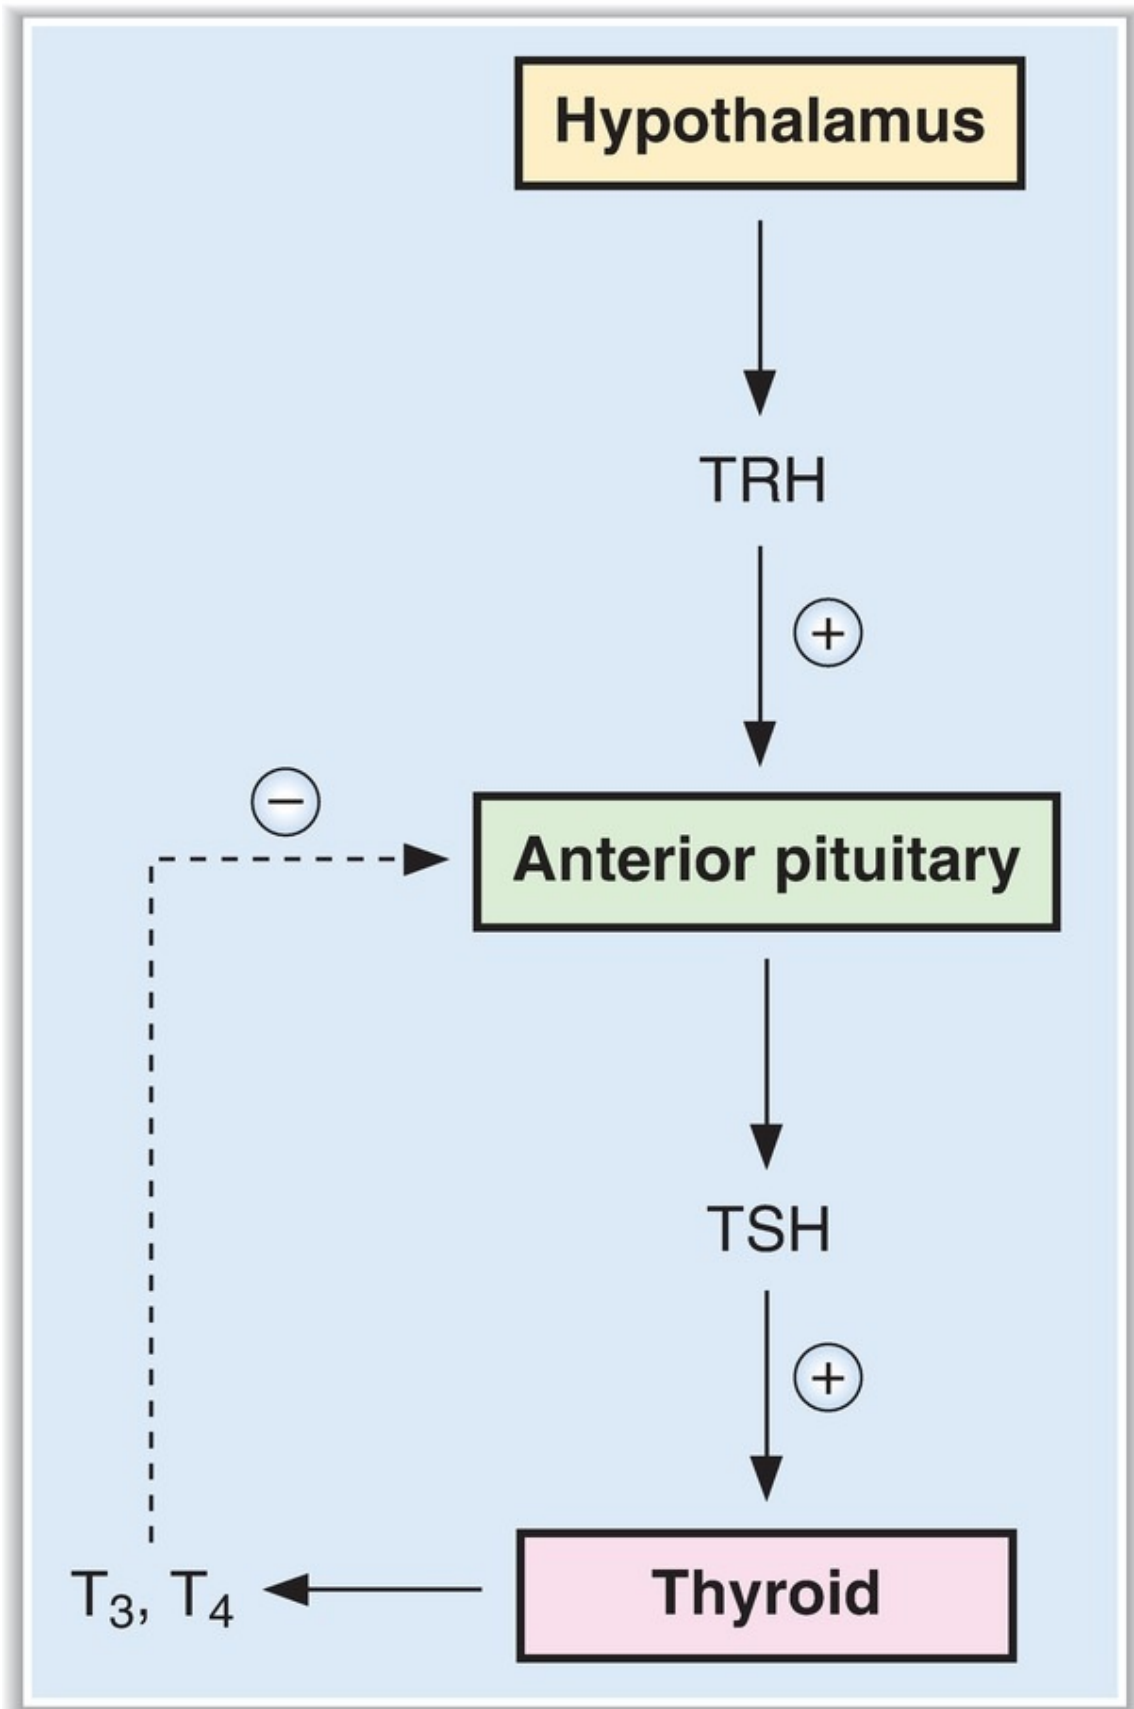 Hypothalamus
TRH
+
−
Anterior pituitary
TSH
+
T₃, T₄
Thyroid